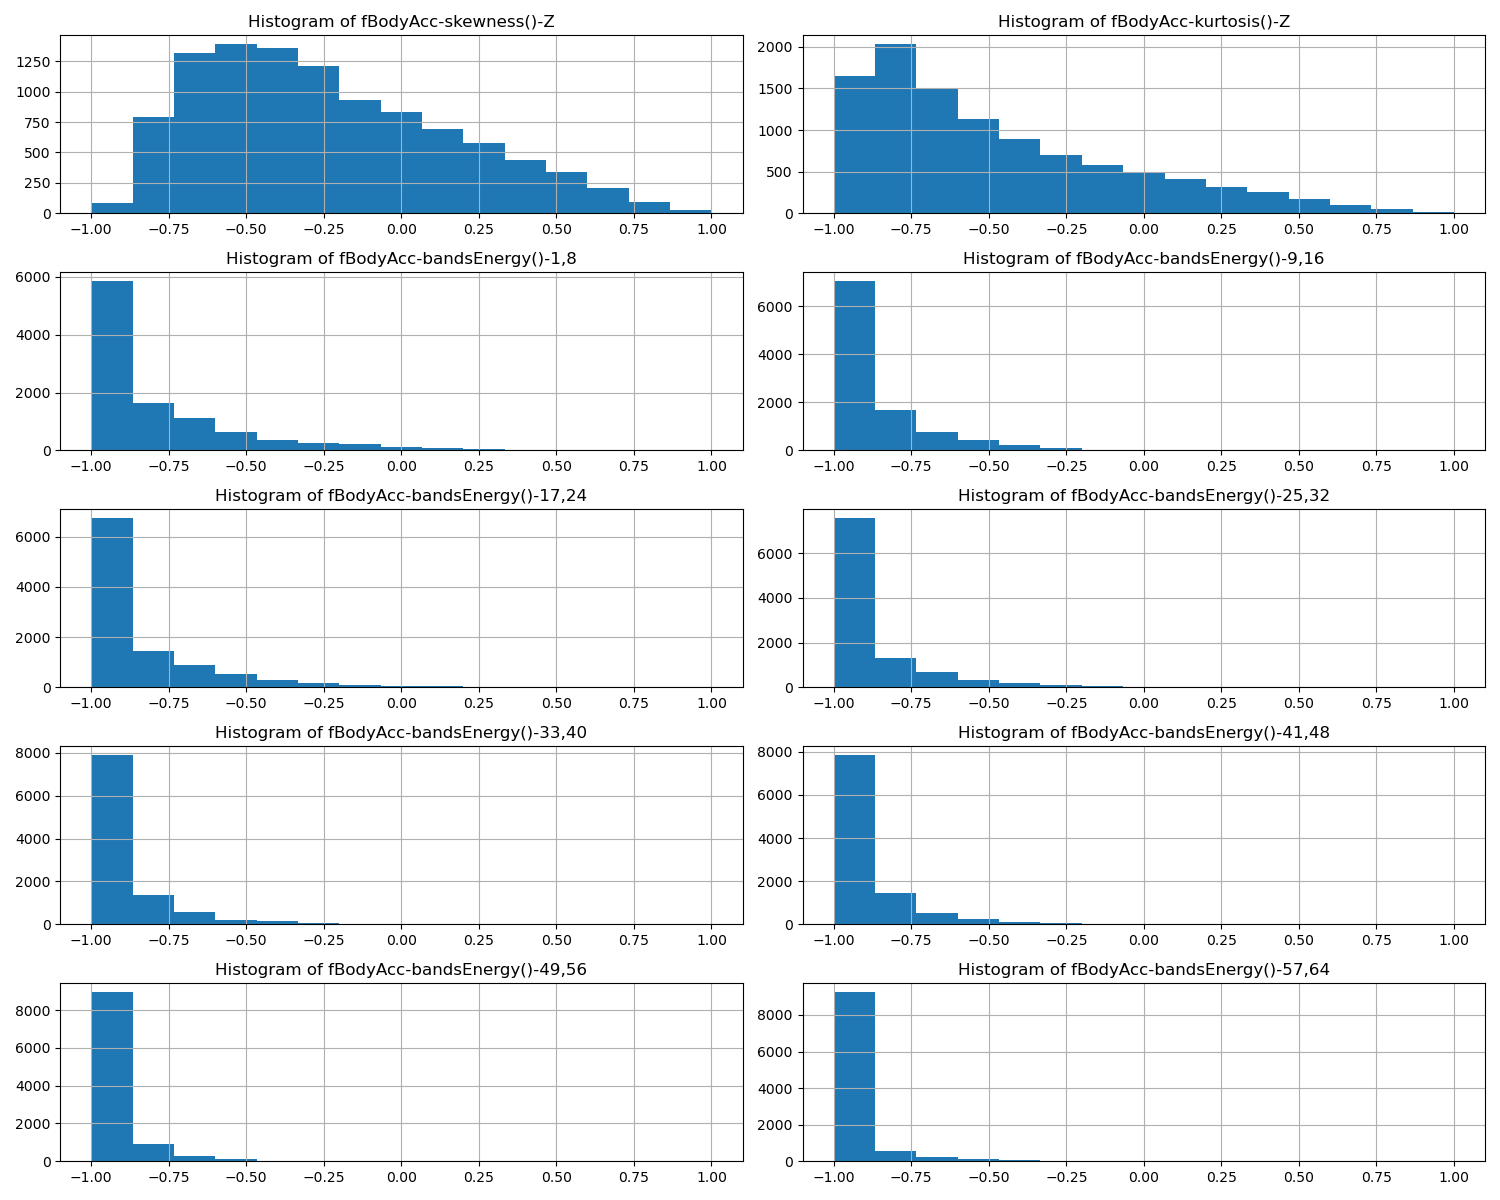 Histogram of fBodyAcc-skewness()-Z
1250
1000
750
500
250
0
−1.00 −0.75 −0.50 −0.25 0.00 0.25 0.50 0.75 1.00
Histogram of fBodyAcc-kurtosis()-Z
2000
1500
1000
500
0
−1.00 −0.75 −0.50 −0.25 0.00 0.25 0.50 0.75 1.00
Histogram of fBodyAcc-bandsEnergy()-1,8
6000
4000
2000
0
−1.00 −0.75 −0.50 −0.25 0.00 0.25 0.50 0.75 1.00
Histogram of fBodyAcc-bandsEnergy()-9,16
6000
4000
2000
0
−1.00 −0.75 −0.50 −0.25 0.00 0.25 0.50 0.75 1.00
Histogram of fBodyAcc-bandsEnergy()-17,24
6000
4000
2000
0
−1.00 −0.75 −0.50 −0.25 0.00 0.25 0.50 0.75 1.00
Histogram of fBodyAcc-bandsEnergy()-25,32
6000
4000
2000
0
−1.00 −0.75 −0.50 −0.25 0.00 0.25 0.50 0.75 1.00
Histogram of fBodyAcc-bandsEnergy()-33,40
8000
6000
4000
2000
0
−1.00 −0.75 −0.50 −0.25 0.00 0.25 0.50 0.75 1.00
Histogram of fBodyAcc-bandsEnergy()-41,48
8000
6000
4000
2000
0
−1.00 −0.75 −0.50 −0.25 0.00 0.25 0.50 0.75 1.00
Histogram of fBodyAcc-bandsEnergy()-49,56
8000
6000
4000
2000
0
−1.00 −0.75 −0.50 −0.25 0.00 0.25 0.50 0.75 1.00
Histogram of fBodyAcc-bandsEnergy()-57,64
8000
6000
4000
2000
0
−1.00 −0.75 −0.50 −0.25 0.00 0.25 0.50 0.75 1.00